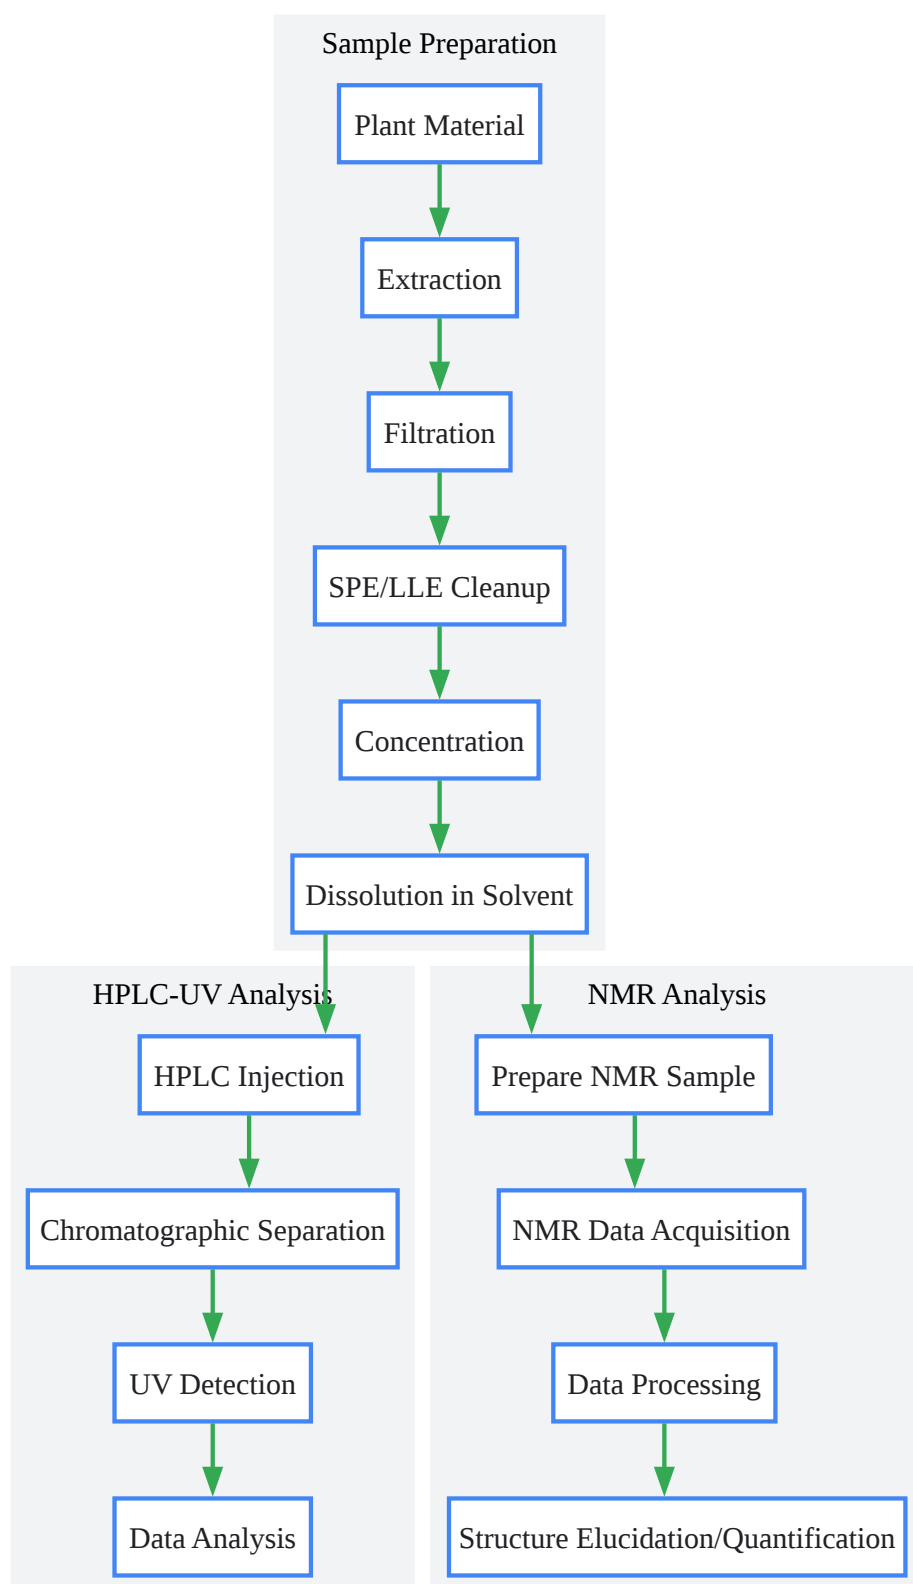 Sample Preparation
Plant Material
Extraction
Filtration
SPE/LLE Cleanup
Concentration
Dissolution in Solvent
HPLC-UV Analysis
HPLC Injection
Chromatographic Separation
UV Detection
Data Analysis
NMR Analysis
Prepare NMR Sample
NMR Data Acquisition
Data Processing
Structure Elucidation/Quantification